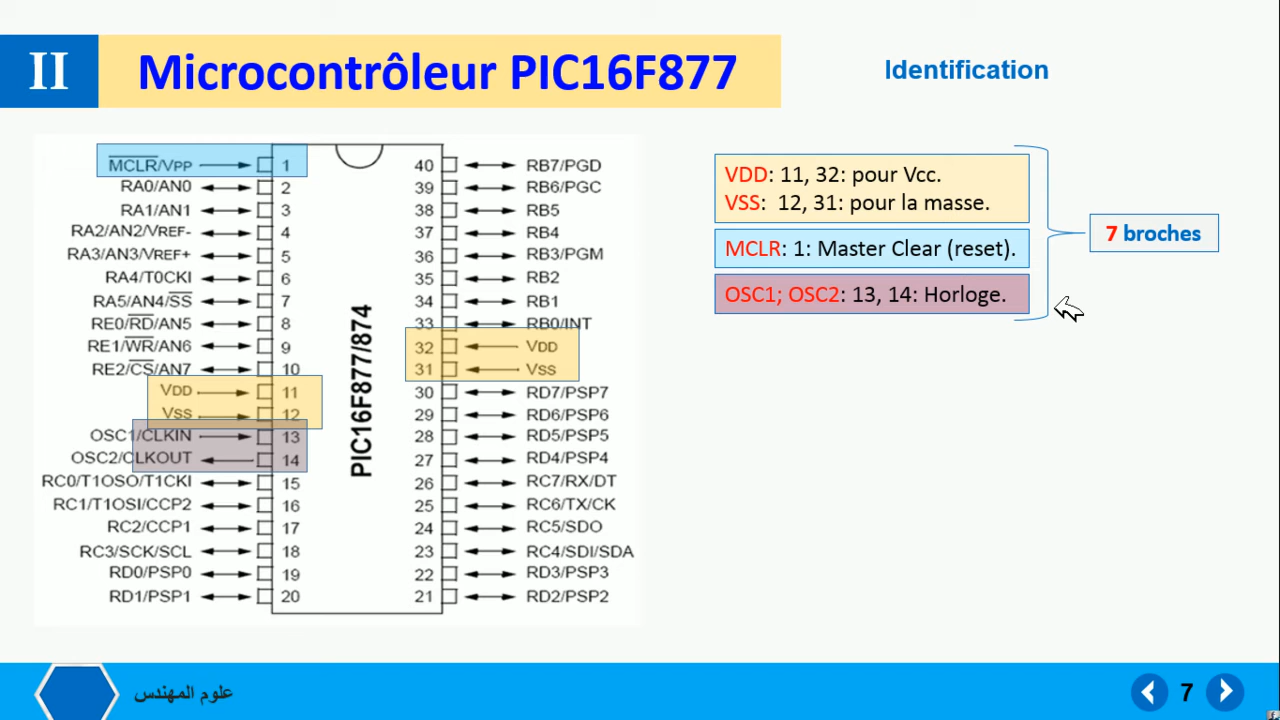 II
Microcontrôleur PIC16F877
Identification
MCLR/VPP 1
RA0/AN0 2
RA1/AN1 3
RA2/AN2/VREF- 4
RA3/AN3/VREF+ 5
RA4/T0CKI 6
RA5/AN4/SS 7
RE0/RD/AN5 8
RE1/WR/AN6 9
RE2/CS/AN7 10
VDD 11
VSS 12
OSC1/CLKIN 13
OSC2/CLKOUT 14
RC0/T1OSO/T1CKI 15
RC1/T1OSI/CCP2 16
RC2/CCP1 17
RC3/SCK/SCL 18
RD0/PSP0 19
RD1/PSP1 20
PIC16F877/874
40 RB7/PGD
39 RB6/PGC
38 RB5
37 RB4
36 RB3/PGM
35 RB2
34 RB1
33 RB0/INT
32 VDD
31 VSS
30 RD7/PSP7
29 RD6/PSP6
28 RD5/PSP5
27 RD4/PSP4
26 RC7/RX/DT
25 RC6/TX/CK
24 RC5/SDO
23 RC4/SDI/SDA
22 RD3/PSP3
21 RD2/PSP2
VDD: 11, 32: pour Vcc.
VSS: 12, 31: pour la masse.
MCLR: 1: Master Clear (reset).
OSC1; OSC2: 13, 14: Horloge.
7 broches
علوم المهندس
7